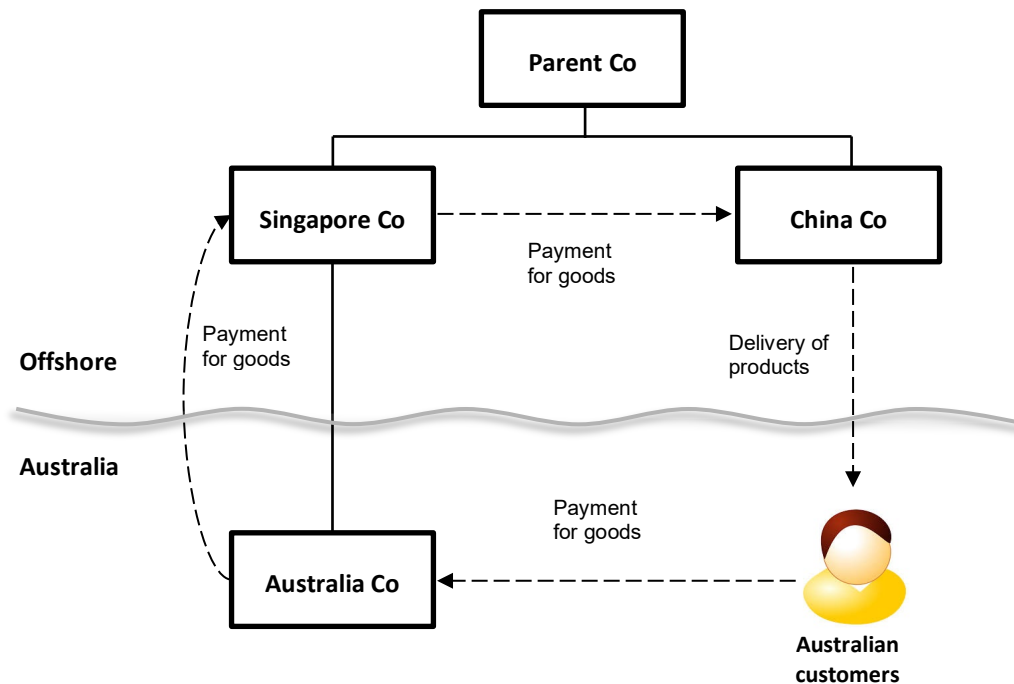 Parent Co
Singapore Co
China Co
Payment
for goods
Payment
for goods
Delivery of
products
Offshore
Australia
Payment
for goods
Australia Co
Australian
customers